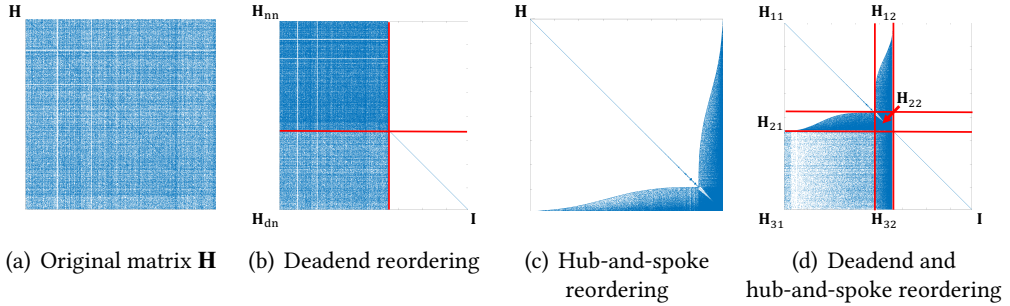 H
H_nn
H
H_11
H_12
H_22
H_21
H_dn
I
H_31
H_32
I
(a) Original matrix H
(b) Deadend reordering
(c) Hub-and-spoke
reordering
(d) Deadend and
hub-and-spoke reordering